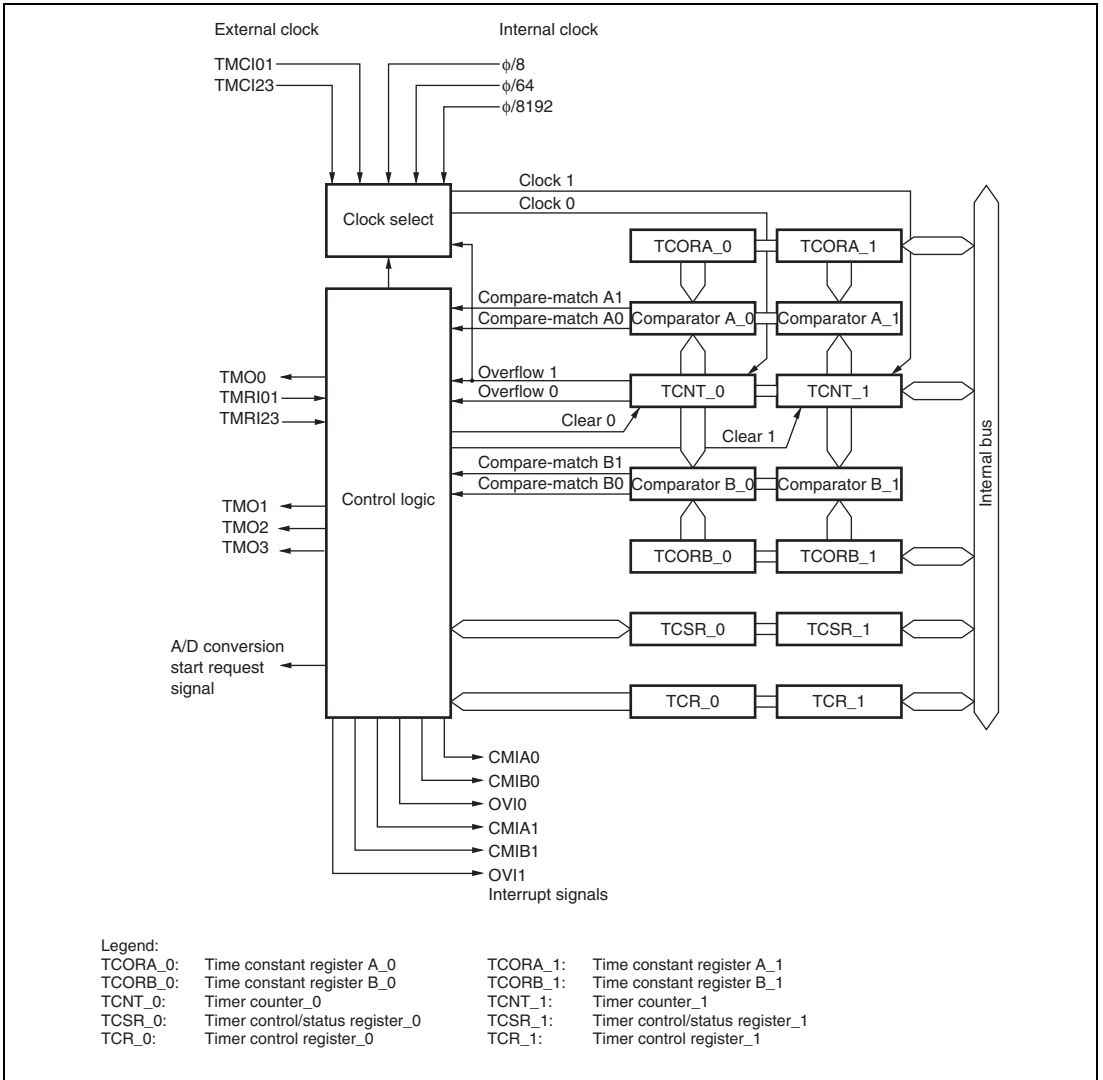 External clock
Internal clock
TMCI01
TMCI23
ϕ/8
ϕ/64
ϕ/8192
Clock select
Clock 1
Clock 0
TCORA_0
TCORA_1
Compare-match A1
Compare-match A0
Comparator A_0
Comparator A_1
TMO0
TMRI01
TMRI23
Overflow 1
Overflow 0
TCNT_0
TCNT_1
Clear 0
Clear 1
Internal bus
Control logic
Compare-match B1
Compare-match B0
Comparator B_0
Comparator B_1
TMO1
TMO2
TMO3
TCORB_0
TCORB_1
TCSR_0
TCSR_1
A/D conversion
start request
signal
TCR_0
TCR_1
CMIA0
CMIB0
OVI0
CMIA1
CMIB1
OVI1
Interrupt signals
Legend:
TCORA_0: Time constant register A_0
TCORB_0: Time constant register B_0
TCNT_0: Timer counter_0
TCSR_0: Timer control/status register_0
TCR_0: Timer control register_0
TCORA_1: Time constant register A_1
TCORB_1: Time constant register B_1
TCNT_1: Timer counter_1
TCSR_1: Timer control/status register_1
TCR_1: Timer control register_1